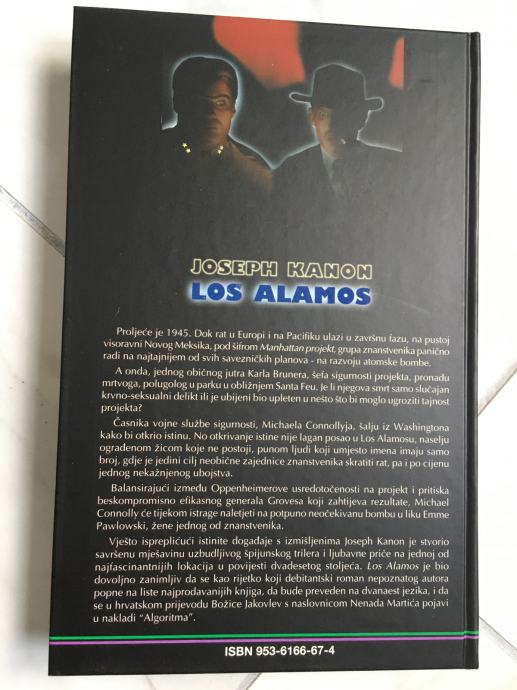 JOSEPH KANON
LOS ALAMOS
Proljeće je 1945. Dok rat u Europi i na Pacifiku ulazi u završnu fazu, na pustoj
visoravni Novog Meksika, pod šifrom Manhattan projekt, grupa znanstvenika panično
radi na najtajnijem od svih savezničkih planova - na razvoju atomske bombe.
A onda, jednog običnog jutra Karla Brunera, šefa sigurnosti projekta, pronađu
mrtvoga, polugolog u parku u obližnjem Santa Feu. Je li njegova smrt samo slučajan
krvno-seksualni delikt ili je ubijeni bio upleten u nešto što bi moglo ugroziti tajnost
projekta?
Časnika vojne službe sigurnosti, Michaela Connollyja, šalju iz Washingtona
kako bi otkrio istinu. No otkrivanje istine nije lagan posao u Los Alamosu, naselju
ograđenom žicom koje ne postoji, punom ljudi koji umjesto imena imaju samo
broj, gdje je jedini cilj neobične zajednice znanstvenika skratiti rat, pa i po cijenu
jednog nekažnjenog ubojstva.
Balansirajući između Oppenheimerove usredotočenosti na projekt i pritiska
beskompromisno efikasnog generala Grovesa koji zahtjeva rezultate, Michael
Connolly će tijekom istrage naletjeti na potpuno neočekivanu bombu u liku Emme
Pawlowski, žene jednog od znanstvenika.
Vješto isprepličući istinite događaje s izmišljenima Joseph Kanon je stvorio
savršenu mješavinu uzbudljivog špijunskog trilera i ljubavne priče na jednoj od
najfascinantnijih lokacija u povijesti dvadesetog stoljeća. Los Alamos je bio
dovoljno zanimljiv da se kao rijetko koji debitantski roman nepoznatog autora
popne na liste najprodavanijih knjiga, da bude preveden na dvanaest jezika, i da
se u hrvatskom prijevodu Božice Jakovlev s naslovnicom Nenada Martića pojavi
u nakladi "Algoritma".
ISBN 953-6166-67-4